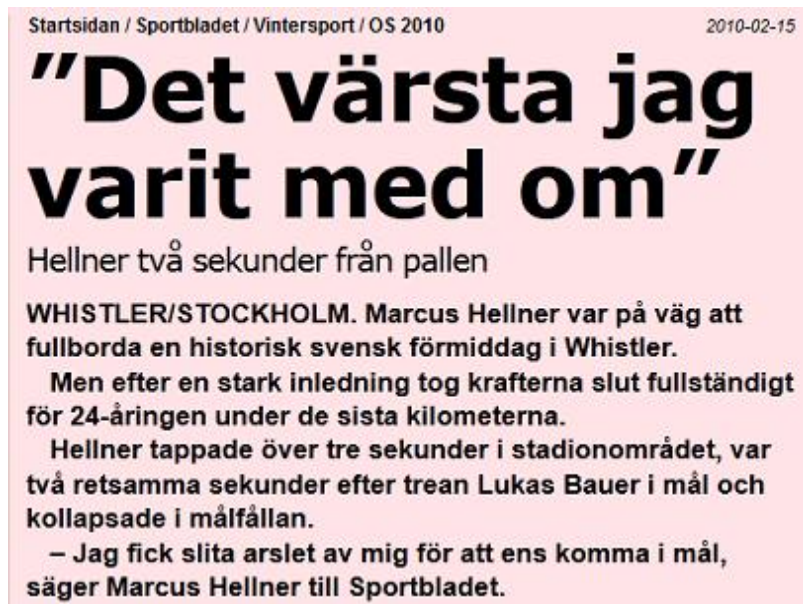 Startsidan / Sportbladet / Vintersport / OS 2010 2010-02-15
”Det värsta jag
varit med om”
Hellner två sekunder från pallen
WHISTLER/STOCKHOLM. Marcus Hellner var på väg att
fullborda en historisk svensk förmiddag i Whistler.
Men efter en stark inledning tog krafterna slut fullständigt
för 24-åringen under de sista kilometerna.
Hellner tappade över tre sekunder i stadionområdet, var
två retsamma sekunder efter trean Lukas Bauer i mål och
kollapsade i målfållan.
– Jag fick slita arslet av mig för att ens komma i mål,
säger Marcus Hellner till Sportbladet.